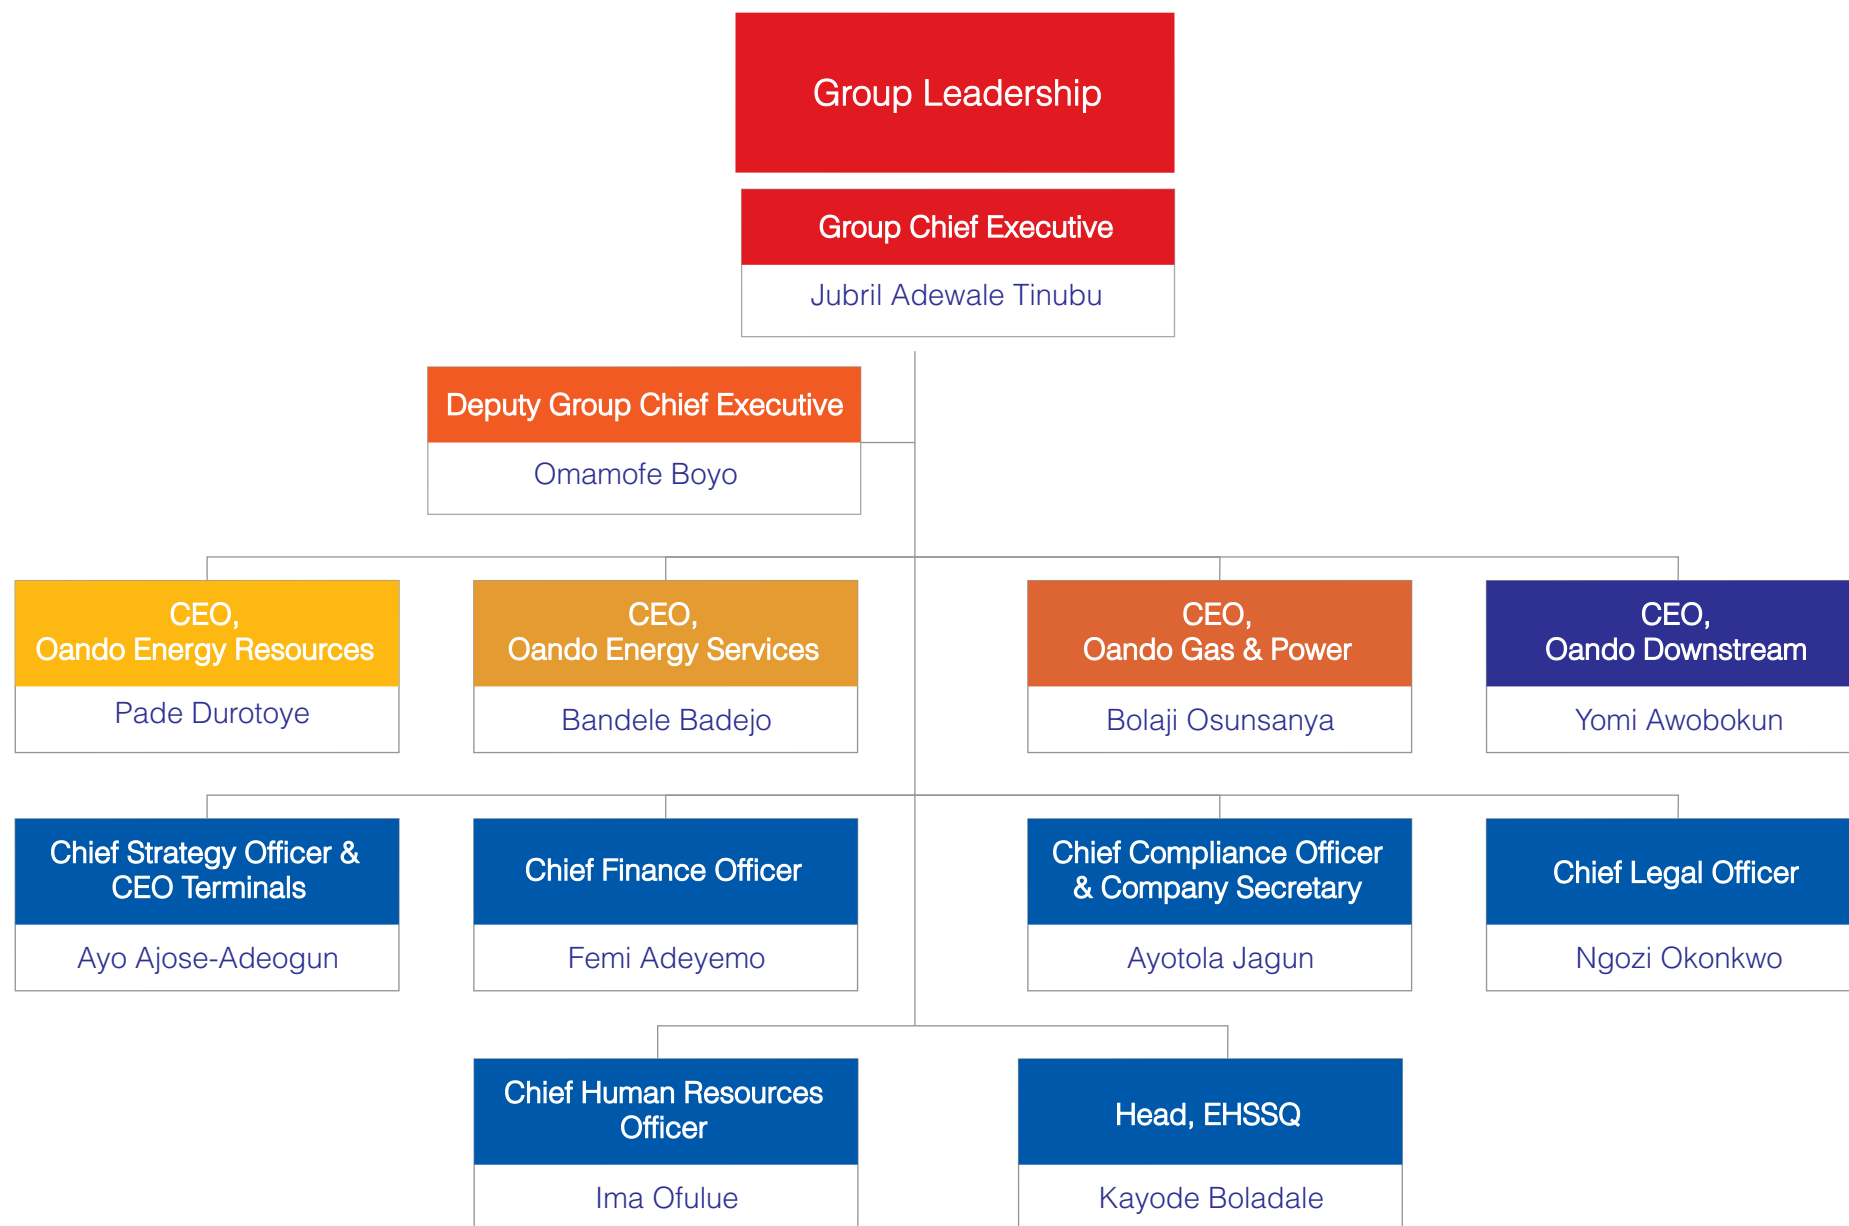 Group Leadership
Group Chief Executive
Jubril Adewale Tinubu
Deputy Group Chief Executive
Omamofe Boyo
CEO,
Oando Energy Resources
Pade Durotoye
CEO,
Oando Energy Services
Bandele Badejo
CEO,
Oando Gas & Power
Bolaji Osunsanya
CEO,
Oando Downstream
Yomi Awobokun
Chief Strategy Officer &
CEO Terminals
Ayo Ajose-Adeogun
Chief Finance Officer
Femi Adeyemo
Chief Compliance Officer
& Company Secretary
Ayotola Jagun
Chief Legal Officer
Ngozi Okonkwo
Chief Human Resources
Officer
Ima Ofulue
Head, EHSSQ
Kayode Boladale